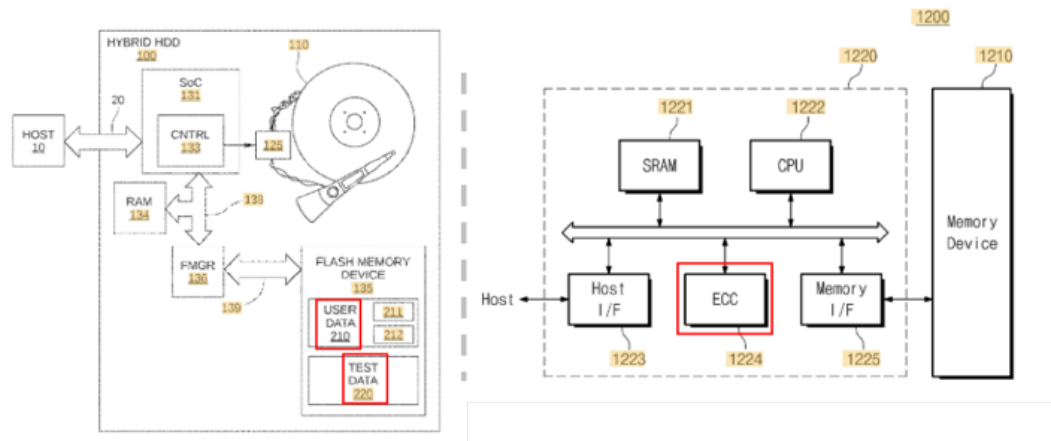 HYBRID HDD
100
SoC
131
CNTRL
133
HOST
10
20
110
126
RAM
134
138
FMGR
136
139
FLASH MEMORY
DEVICE
135
USER
DATA
210
211
212
TEST
DATA
220
1200
1210
1220
1221
1222
SRAM
CPU
Memory
Device
Host
Host
I/F
ECC
Memory
I/F
1223
1224
1225